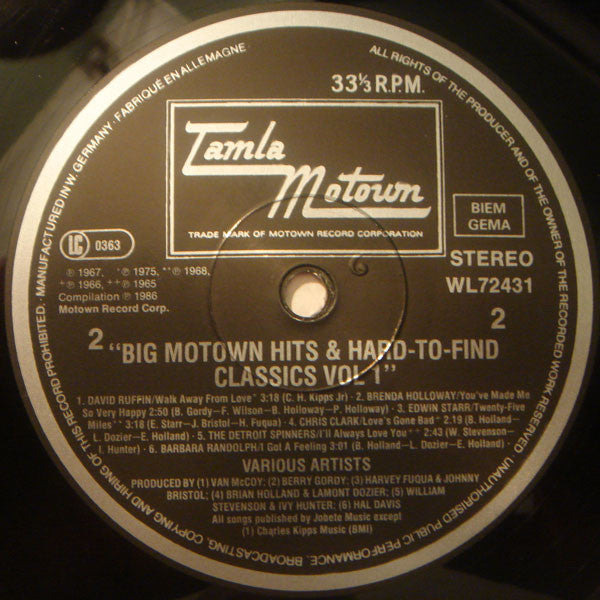 MANUFACTURED IN W. GERMANY · FABRIQUÉ EN ALLEMAGNE · ALL RIGHTS OF THE PRODUCER AND OF THE OWNER OF THE RECORDED WORK RESERVED. UNAUTHORISED PUBLIC PERFORMANCE, BROADCASTING, COPYING AND HIRING OF THIS RECORD PROHIBITED.
33⅓ R.P.M.
Tamla
Motown
TRADE MARK OF MOTOWN RECORD CORPORATION
BIEM
GEMA
LC 0363
STEREO
WL72431
℗ 1967, *℗ 1975, **℗ 1968,
+℗ 1966, ++℗ 1965
Compilation ℗ 1986
Motown Record Corp.
2
2
"BIG MOTOWN HITS & HARD-TO-FIND
CLASSICS VOL 1"
1. DAVID RUFFIN/Walk Away From Love* 3:18 (C. H. Kipps Jr) · 2. BRENDA HOLLOWAY/You've Made Me
So Very Happy 2:50 (B. Gordy—F. Wilson—B. Holloway—P. Holloway) · 3. EDWIN STARR/Twenty-Five
Miles** 3:18 (E. Starr—J. Bristol—H. Fuqua) · 4. CHRIS CLARK/Love's Gone Bad+ 2.19 (B. Holland—
L. Dozier—E. Holland) · 5. THE DETROIT SPINNERS/I'll Always Love You++ 2:43 (W. Stevenson—
I. Hunter) · 6. BARBARA RANDOLPH/I Got A Feeling 3:01 (B. Holland—L. Dozier—E. Holland)
VARIOUS ARTISTS
PRODUCED BY (1) VAN McCOY: (2) BERRY GORDY: (3) HARVEY FUQUA & JOHNNY
BRISTOL: (4) BRIAN HOLLAND & LAMONT DOZIER: (5) WILLIAM
STEVENSON & IVY HUNTER: (6) HAL DAVIS
All songs published by Jobete Music except
(1) Charles Kipps Music (BMI)